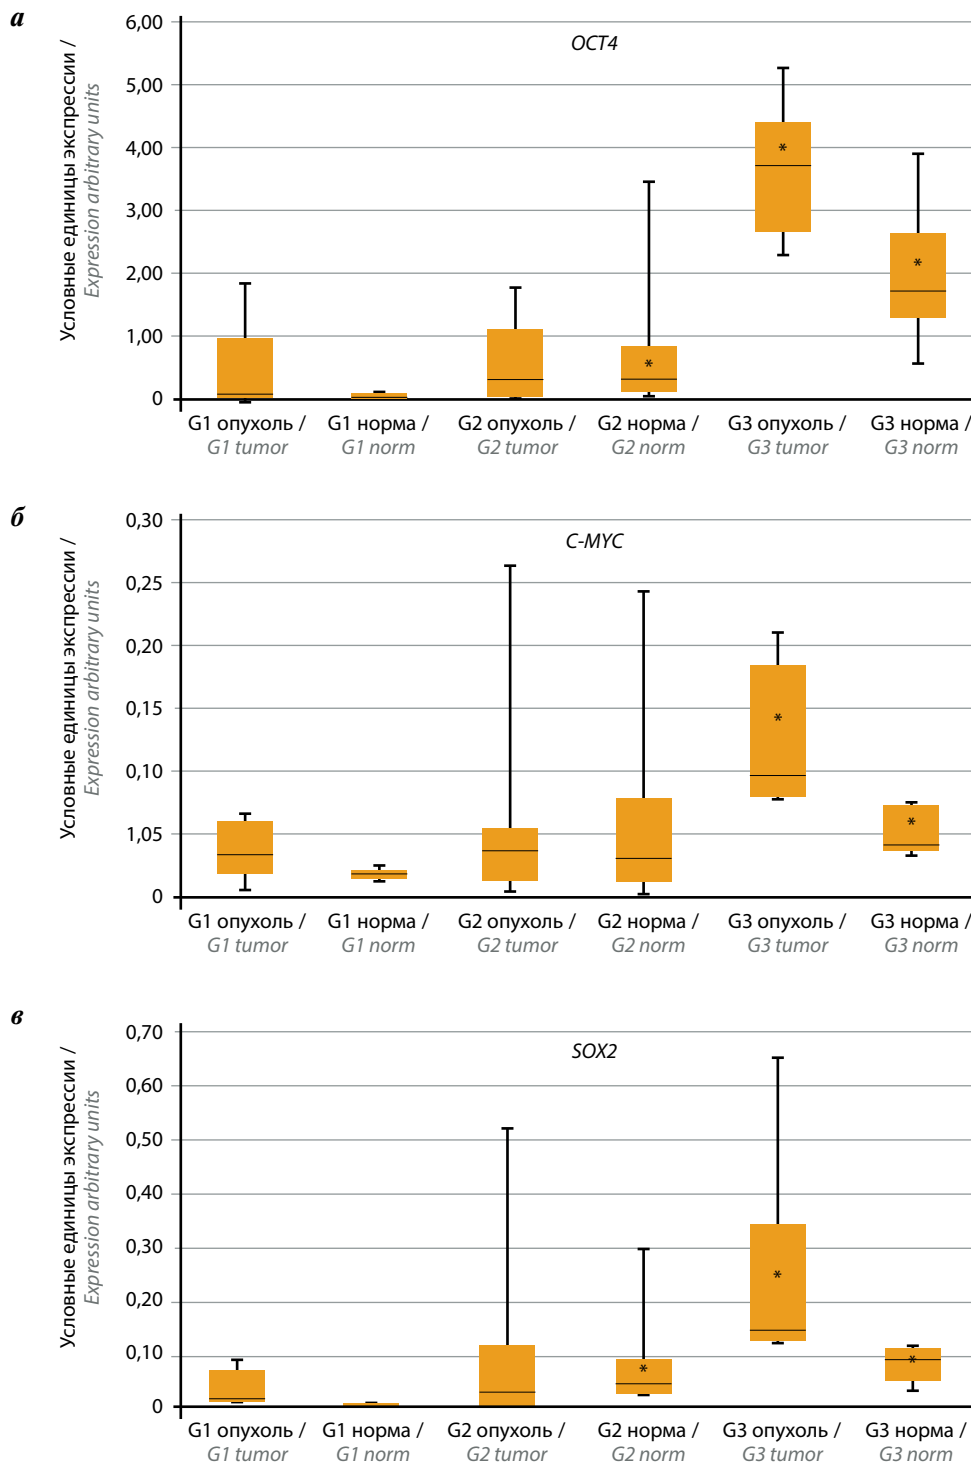 а
Условные единицы экспрессии /
Expression arbitrary units
OCT4
6,00
5,00
4,00
3,00
2,00
1,00
0
*
*
*
G1 опухоль /
G1 tumor
G1 норма /
G1 norm
G2 опухоль /
G2 tumor
G2 норма /
G2 norm
G3 опухоль /
G3 tumor
G3 норма /
G3 norm
б
Условные единицы экспрессии /
Expression arbitrary units
C-MYC
0,30
0,25
0,20
0,15
0,10
1,05
0
*
*
G1 опухоль /
G1 tumor
G1 норма /
G1 norm
G2 опухоль /
G2 tumor
G2 норма /
G2 norm
G3 опухоль /
G3 tumor
G3 норма /
G3 norm
в
Условные единицы экспрессии /
Expression arbitrary units
SOX2
0,70
0,60
0,50
0,40
0,30
0,20
0,10
0
*
*
*
G1 опухоль /
G1 tumor
G1 норма /
G1 norm
G2 опухоль /
G2 tumor
G2 норма /
G2 norm
G3 опухоль /
G3 tumor
G3 норма /
G3 norm